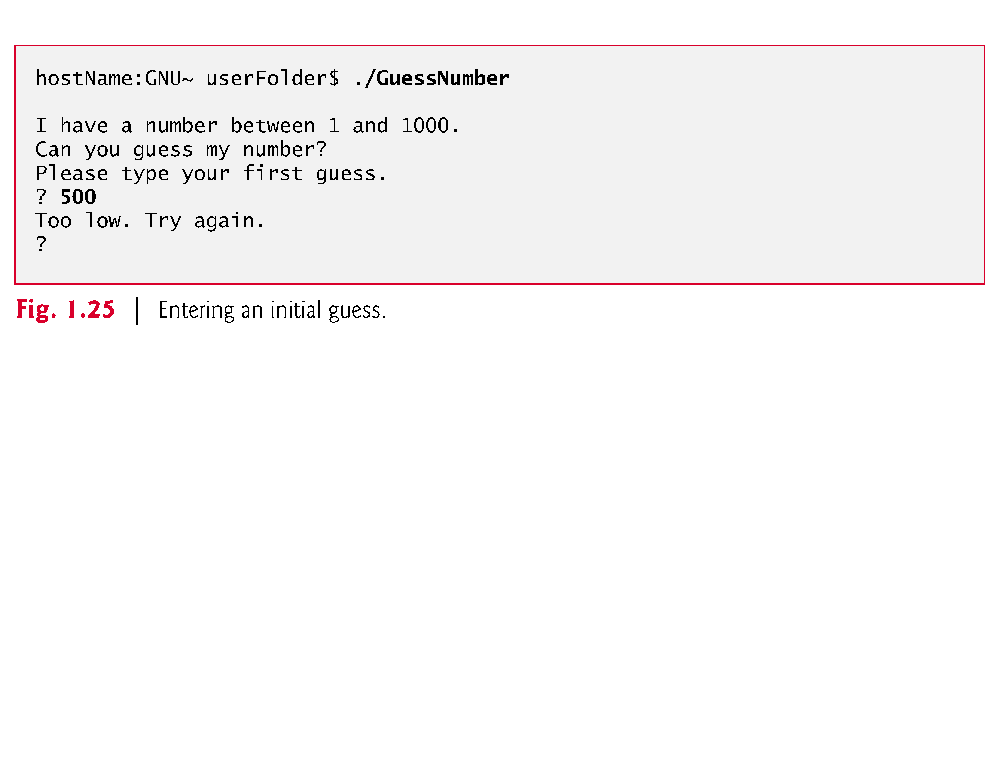 hostName:GNU~ userFolder$ ./GuessNumber
I have a number between 1 and 1000.
Can you guess my number?
Please type your first guess.
? 500
Too low. Try again.
?
Fig. 1.25 | Entering an initial guess.